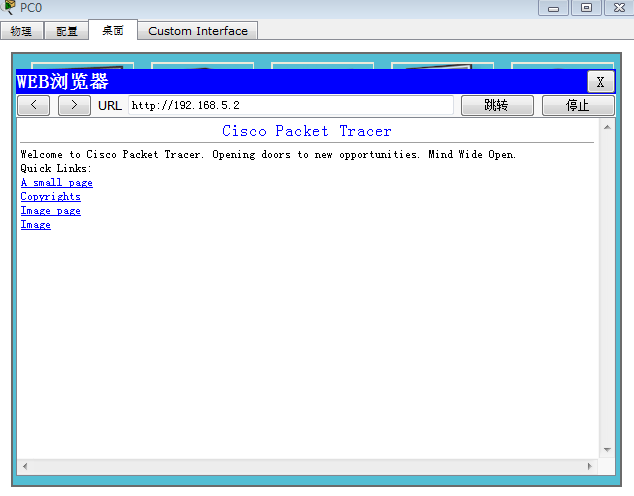 PC0
物理 配置 桌面 Custom Interface
WEB浏览器 X
< > URL http://192.168.5.2 跳转 停止
Cisco Packet Tracer
Welcome to Cisco Packet Tracer. Opening doors to new opportunities. Mind Wide Open.
Quick Links:
A small page
Copyrights
Image page
Image